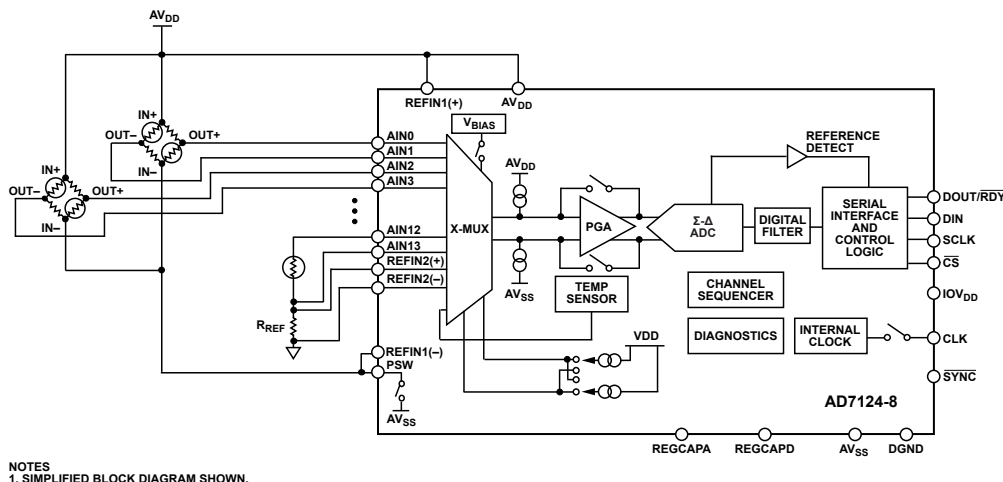 AVDD
REFIN1(+)
AVDD
IN+
OUT–
OUT+
IN–
IN+
OUT–
OUT+
IN–
AIN0
AIN1
AIN2
AIN3
AIN12
AIN13
REFIN2(+)
REFIN2(–)
RREF
REFIN1(–)
PSW
AVSS
VBIAS
X-MUX
AVDD
AVSS
PGA
TEMP
SENSOR
VDD
Σ-Δ
ADC
REFERENCE
DETECT
DIGITAL
FILTER
SERIAL
INTERFACE
AND
CONTROL
LOGIC
CHANNEL
SEQUENCER
DIAGNOSTICS
INTERNAL
CLOCK
DOUT/RDY
DIN
SCLK
CS
IOVDD
CLK
SYNC
AD7124-8
REGCAPA
REGCAPD
AVSS
DGND
NOTES
1. SIMPLIFIED BLOCK DIAGRAM SHOWN.